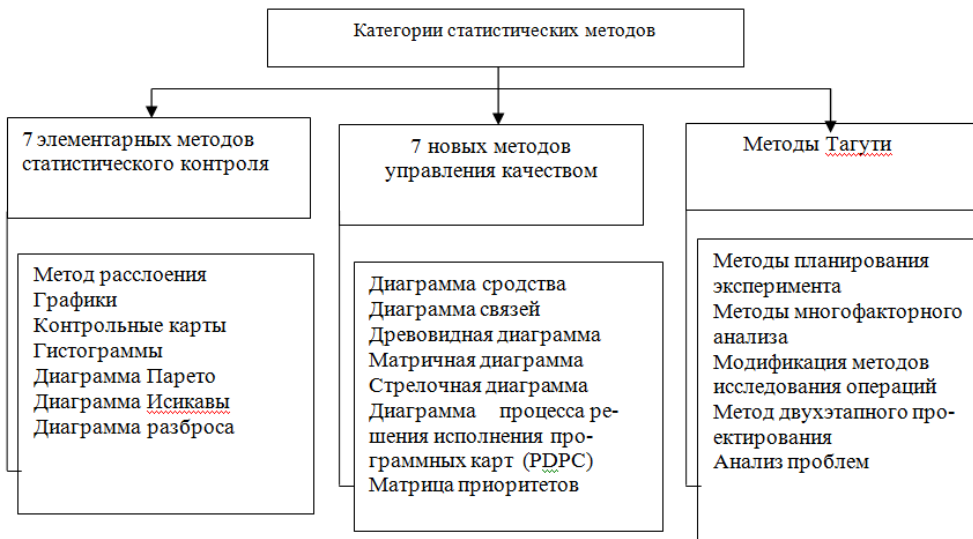 Категории статистических методов
7 элементарных методов
статистического контроля
7 новых методов
управления качеством
Методы Тагути
Метод расслоения
Графики
Контрольные карты
Гистограммы
Диаграмма Парето
Диаграмма Исикавы
Диаграмма разброса
Диаграмма сродства
Диаграмма связей
Древовидная диаграмма
Матричная диаграмма
Стрелочная диаграмма
Диаграмма процесса ре-
шения исполнения про-
граммных карт (PDPC)
Матрица приоритетов
Методы планирования
эксперимента
Методы многофакторного
анализа
Модификация методов
исследования операций
Метод двухэтапного про-
ектирования
Анализ проблем